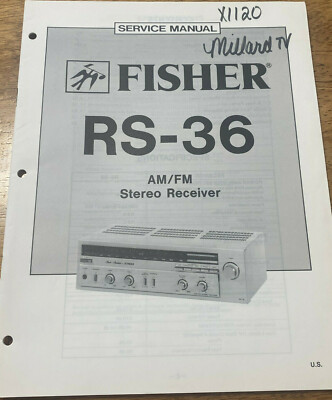 X1120
SERVICE MANUAL
Millard TV
FISHER®
RS-36
AM/FM
Stereo Receiver
U.S.